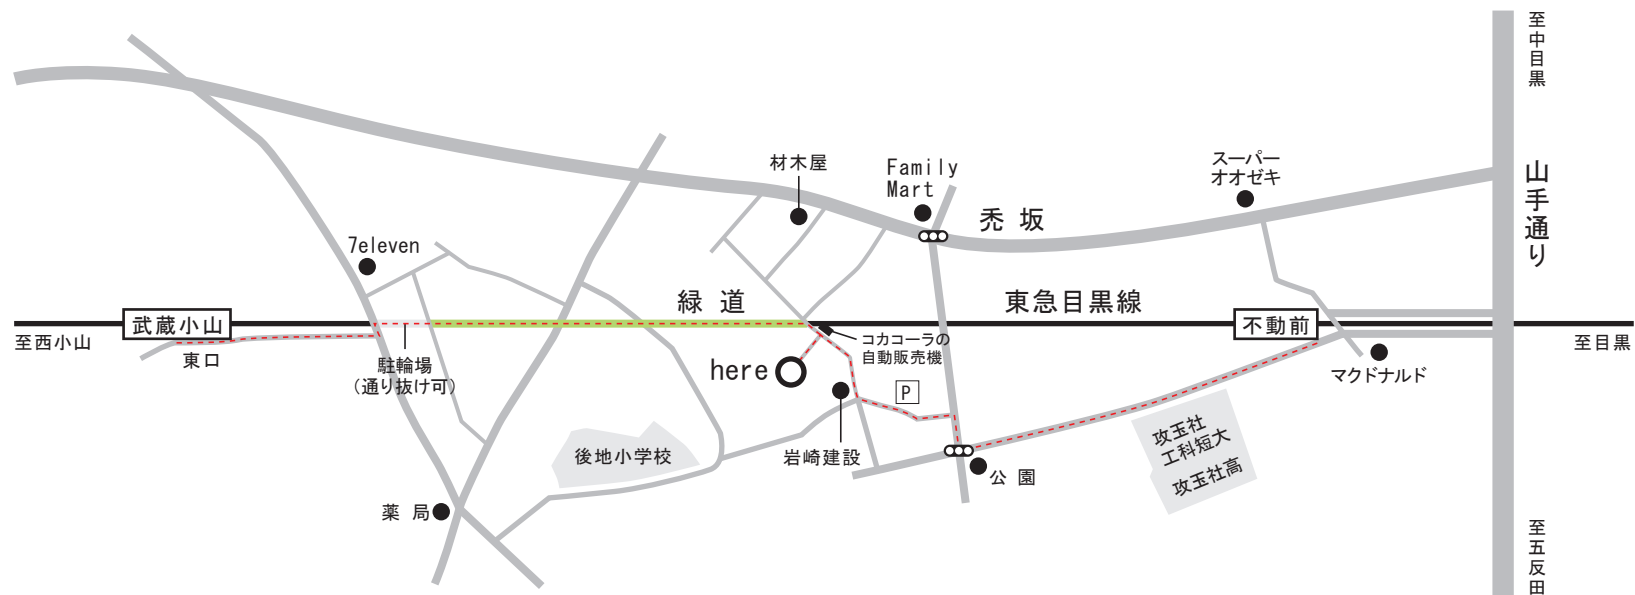 至中目黒
材木屋
Family
Mart
スーパー
オオゼキ
禿 坂
山手通り
7eleven
緑 道
東急目黒線
武蔵小山
不動前
至西小山
東口
駐輪場
(通り抜け可)
コカコーラの
自動販売機
至目黒
here
P
マクドナルド
攻玉社
工科短大
攻玉社高
後地小学校
岩崎建設
公 園
薬 局
至五反田